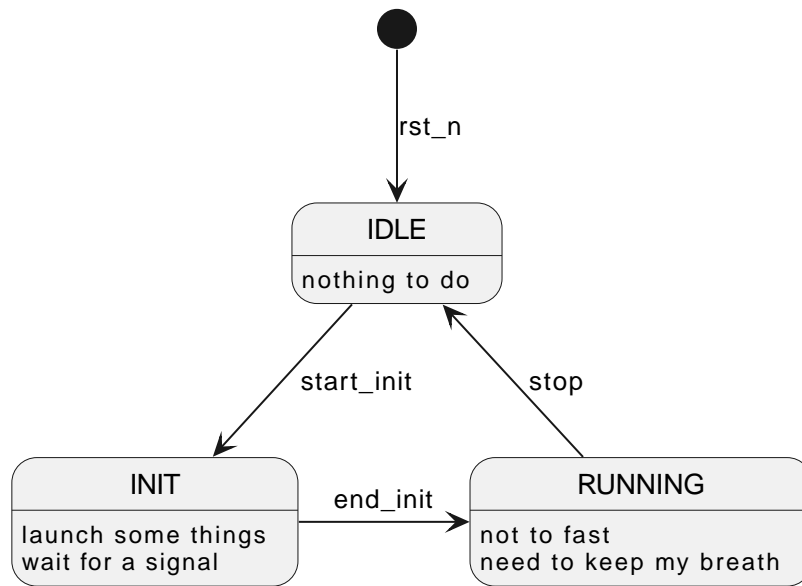 rst_n
IDLE
nothing to do
start_init
stop
INIT
launch some things
wait for a signal
end_init
RUNNING
not to fast
need to keep my breath